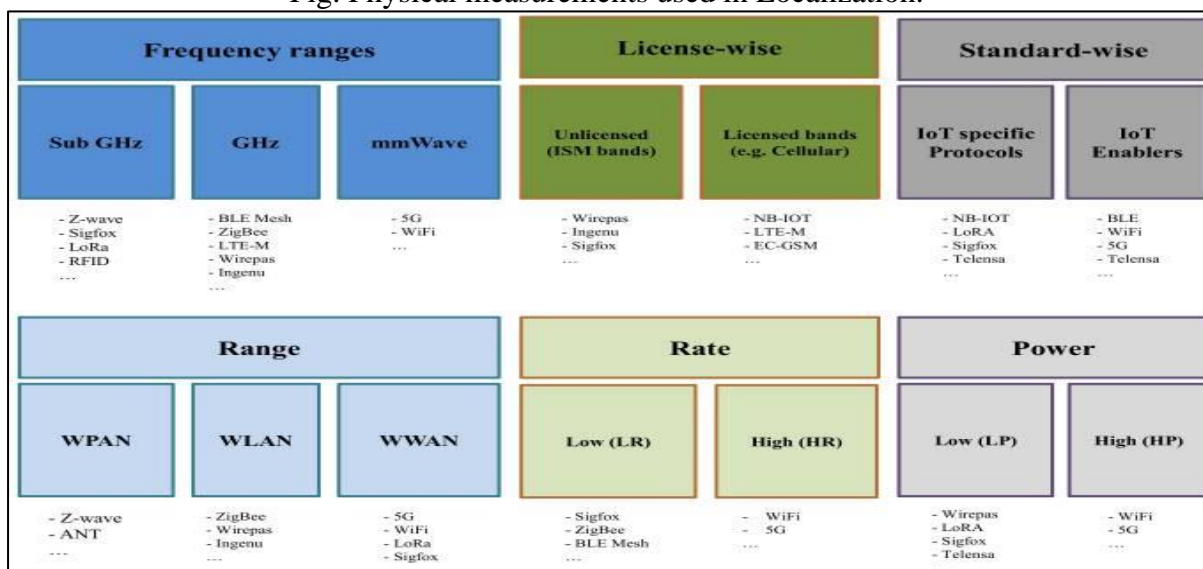 Fig. Physical measurements used in Localization.
Frequency ranges
Sub GHz
- Z-wave
- Sigfox
- LoRa
- RFID
...
GHz
- BLE Mesh
- ZigBee
- LTE-M
- Wirepas
- Ingenu
...
mmWave
- 5G
- WiFi
...
License-wise
Unlicensed
(ISM bands)
- Wirepas
- Ingenu
- Sigfox
...
Licensed bands
(e.g. Cellular)
- NB-IOT
- LTE-M
- EC-GSM
...
Standard-wise
IoT specific
Protocols
- NB-IOT
- LoRA
- Sigfox
- Telensa
...
IoT
Enablers
- BLE
- WiFi
- 5G
- Telensa
...
Range
WPAN
- Z-wave
- ANT
...
WLAN
- ZigBee
- Wirepas
- Ingenu
...
WWAN
- 5G
- WiFi
- LoRa
- Sigfox
Rate
Low (LR)
- Sigfox
- ZigBee
- BLE Mesh
...
High (HR)
- WiFi
- 5G
...
Power
Low (LP)
- Wirepas
- LoRA
- Sigfox
- Telensa
High (HP)
- WiFi
- 5G
...